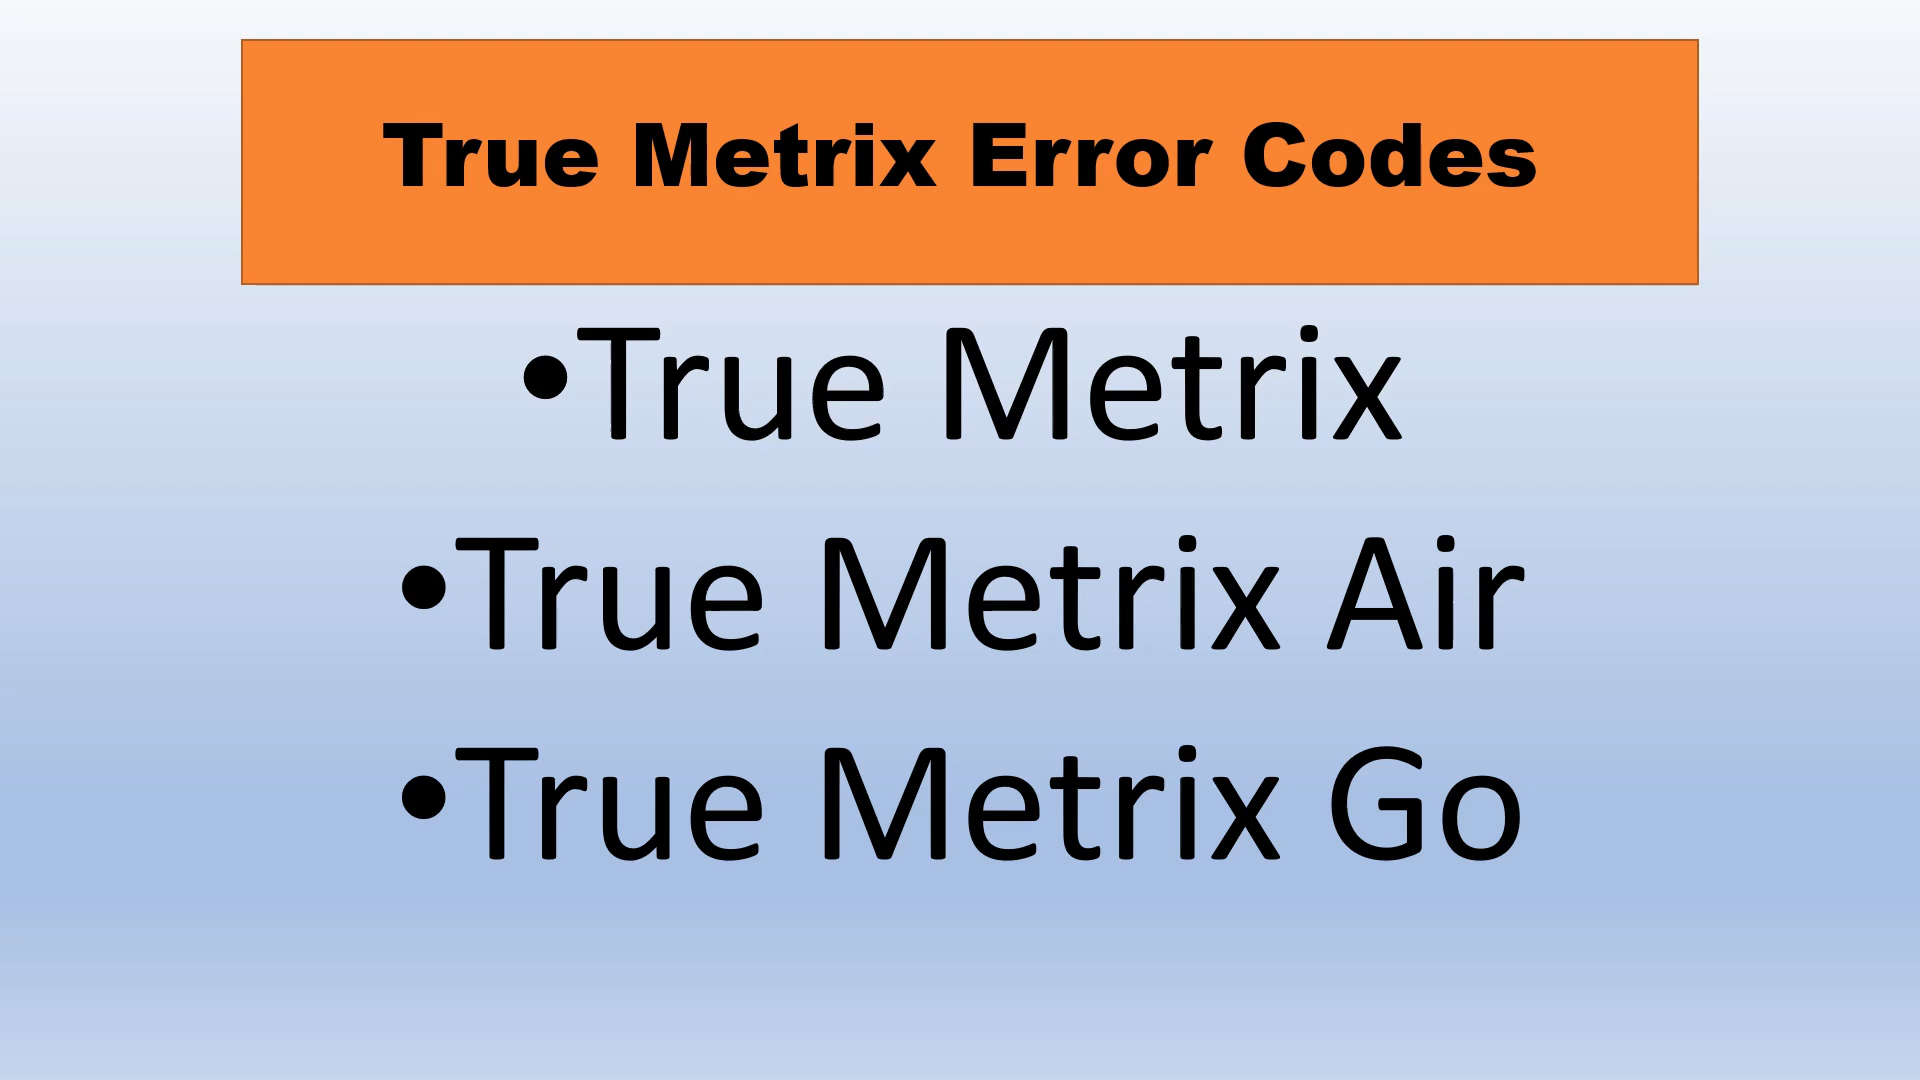 True Metrix Error Codes
•True Metrix
•True Metrix Air
•True Metrix Go